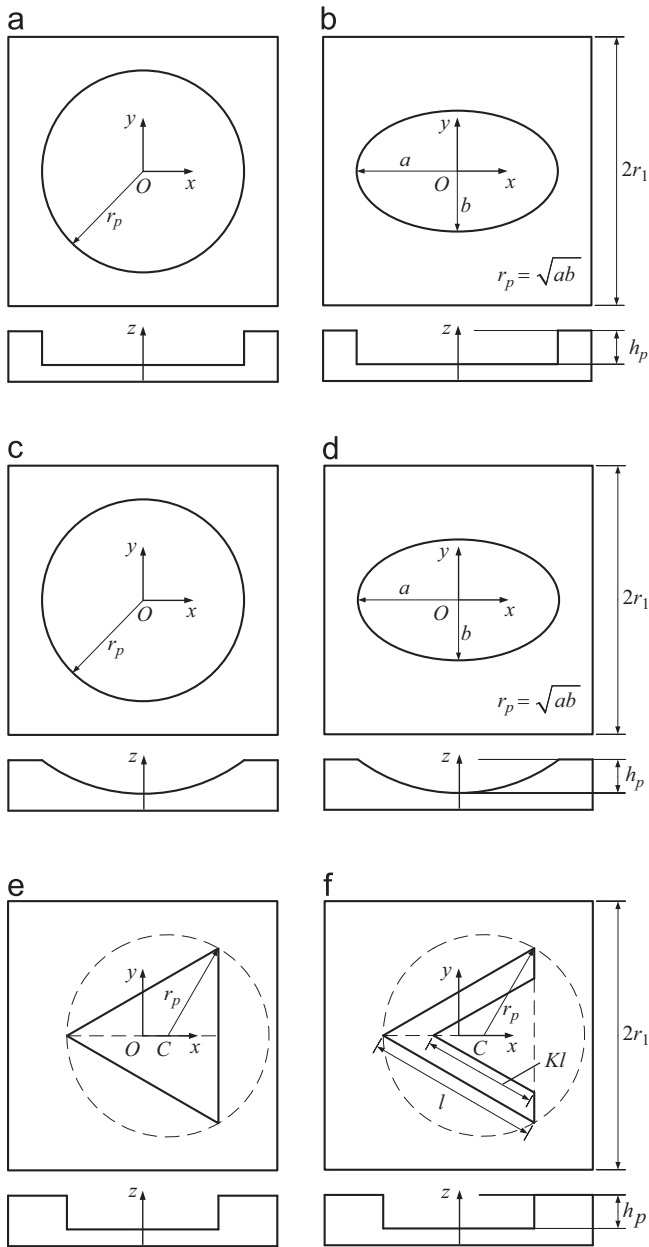 a
b
y
O
x
r_p
y
a
O
x
b
2r_1
r_p = √ab
z
z
h_p
c
d
y
O
x
r_p
y
a
O
x
b
2r_1
r_p = √ab
z
z
h_p
e
f
y
r_p
O
C
x
y
r_p
C
x
Kl
l
2r_1
z
z
h_p